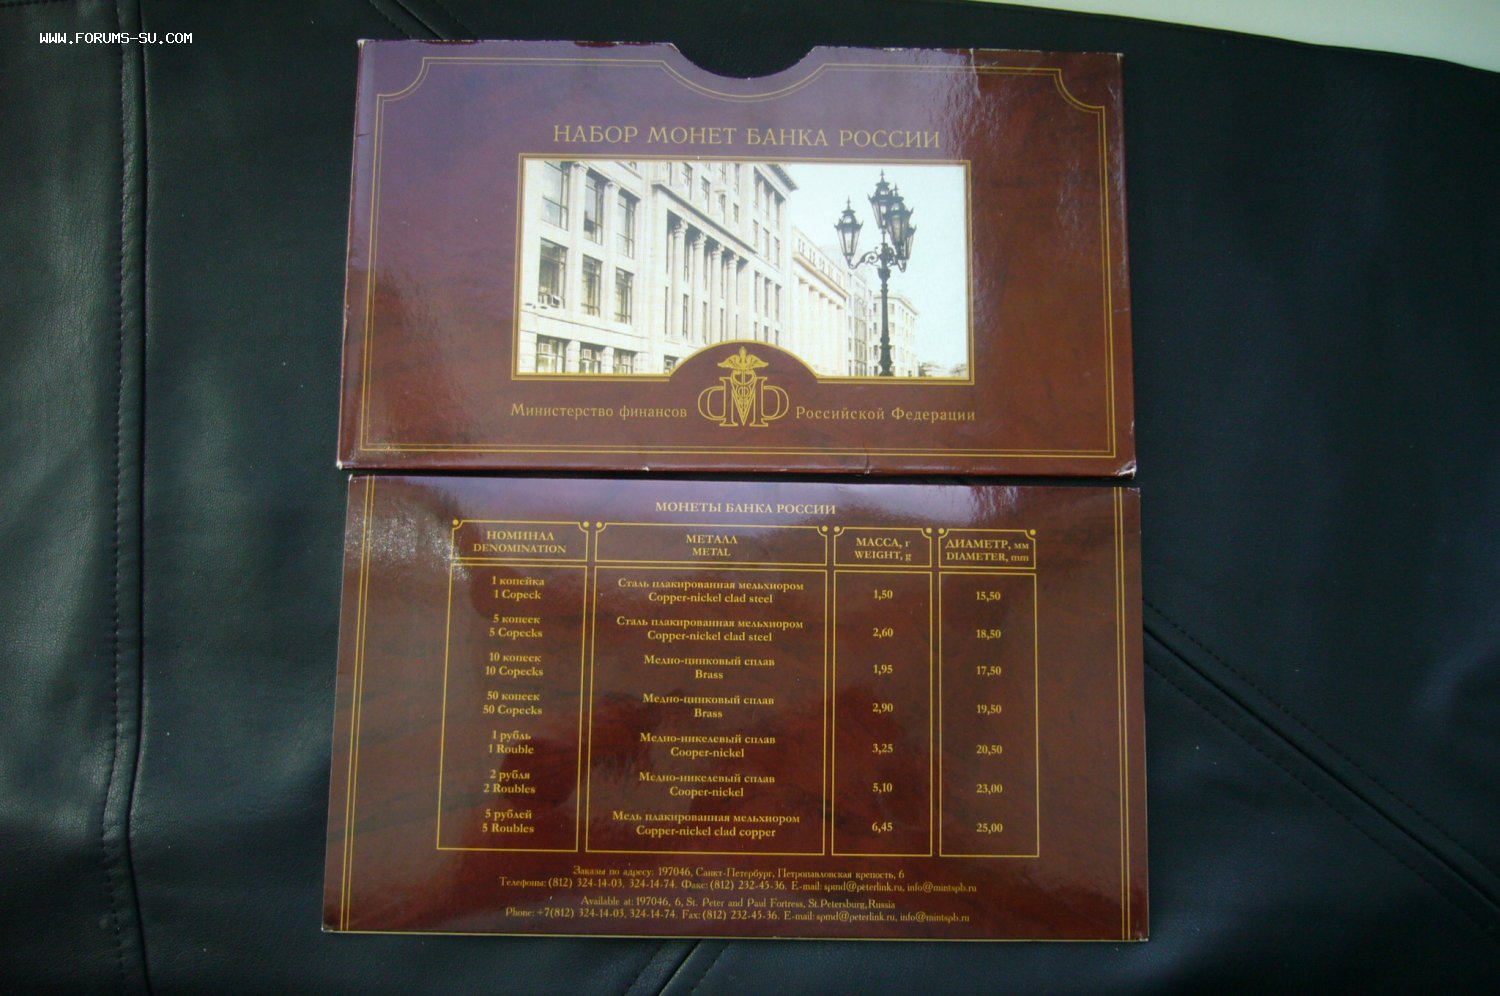 WWW.FORUMS-SU.COM
НАБОР МОНЕТ БАНКА РОССИИ
Министерство финансов Российской Федерации
МОНЕТЫ БАНКА РОССИИ
НОМИНАЛ МЕТАЛЛ МАССА, г ДИАМЕТР, мм
DENOMINATION METAL WEIGHT, g DIAMETER, mm
1 копейка Сталь плакированная мельхиором
1 Copeck Copper-nickel clad steel 1,50 15,50
5 копеек Сталь плакированная мельхиором
5 Copecks Copper-nickel clad steel 2,60 18,50
10 копеек Медно-цинковый сплав
10 Copecks Brass 1,95 17,50
50 копеек Медно-цинковый сплав
50 Copecks Brass 2,90 19,50
1 рубль Медно-никелевый сплав
1 Rouble Cooper-nickel 3,25 20,50
2 рубля Медно-никелевый сплав
2 Roubles Cooper-nickel 5,10 23,00
5 рублей Медь плакированная мельхиором
5 Roubles Copper-nickel clad copper 6,45 25,00
Заказы по адресу: 197046, Санкт-Петербург, Петропавловская крепость, 6
Телефоны: (812) 324-14-03, 324-14-74. Факс: (812) 232-45-36. E-mail: spmd@peterlink.ru, info@mintspb.ru
Available at: 197046, 6, St. Peter and Paul Fortress, St.Petersburg,Russia
Phone: +7(812) 324-14-03, 324-14-74. Fax: (812) 232-45-36. E-mail: spmd@peterlink.ru, info@mintspb.ru